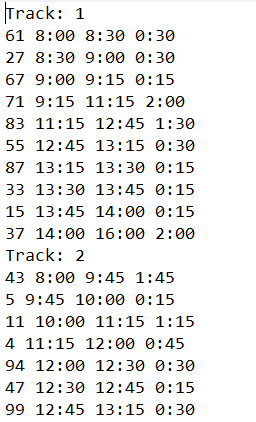 Track: 1
61 8:00 8:30 0:30
27 8:30 9:00 0:30
67 9:00 9:15 0:15
71 9:15 11:15 2:00
83 11:15 12:45 1:30
55 12:45 13:15 0:30
87 13:15 13:30 0:15
33 13:30 13:45 0:15
15 13:45 14:00 0:15
37 14:00 16:00 2:00
Track: 2
43 8:00 9:45 1:45
5 9:45 10:00 0:15
11 10:00 11:15 1:15
4 11:15 12:00 0:45
94 12:00 12:30 0:30
47 12:30 12:45 0:15
99 12:45 13:15 0:30